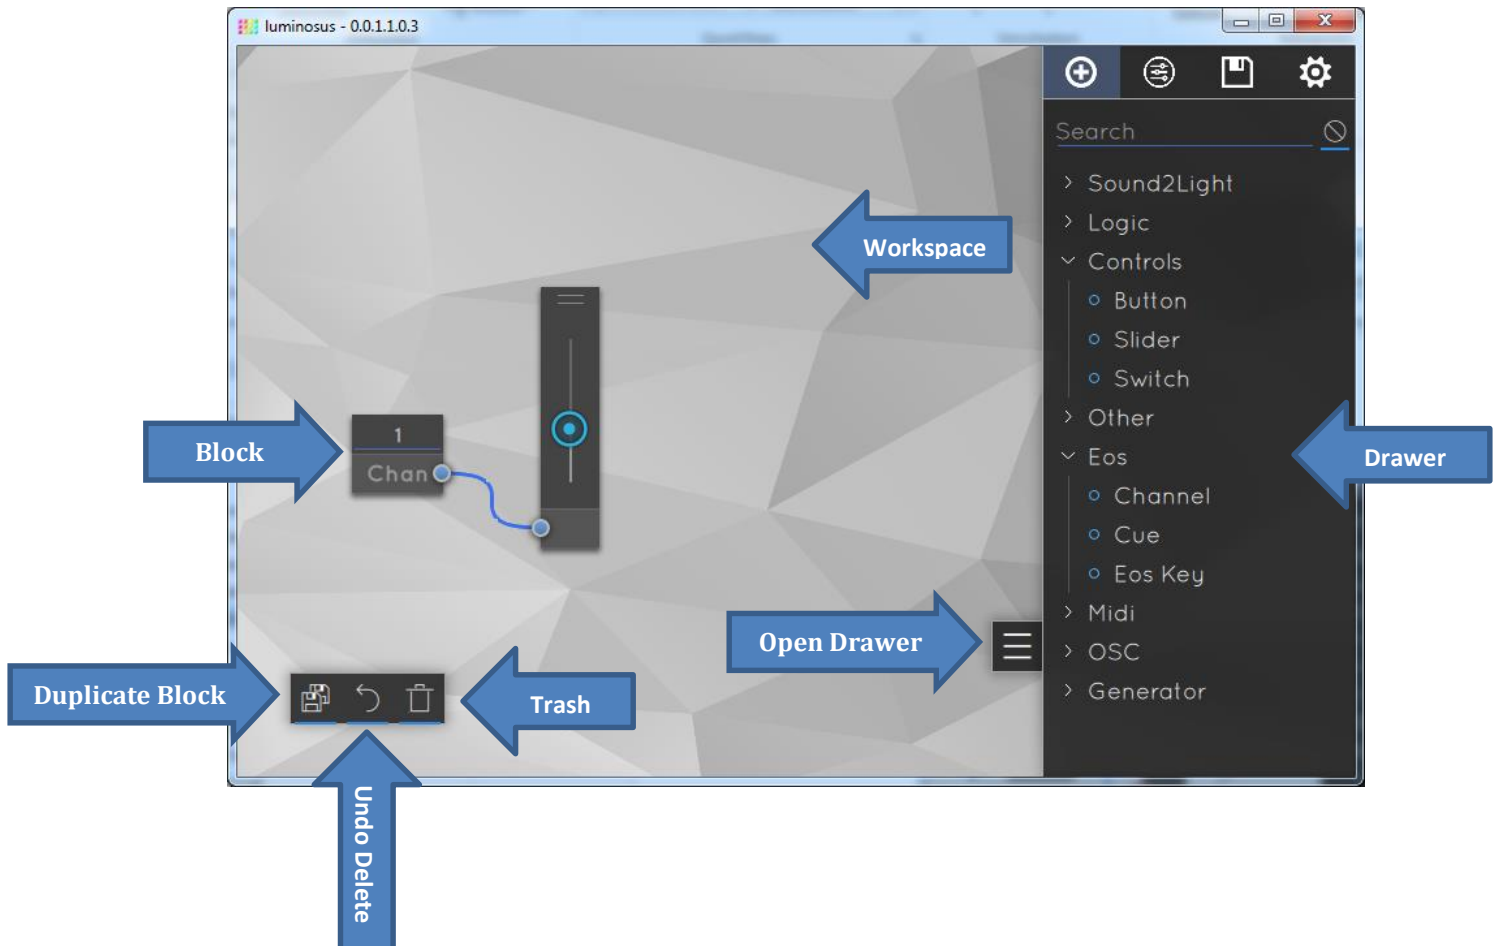 luminosus - 0.0.1.1.0.3
Search
Sound2Light
Logic
Workspace
Controls
Button
Slider
Switch
Other
1
Block
Chan
Eos
Drawer
Channel
Cue
Eos Key
Midi
Open Drawer
OSC
Generator
Duplicate Block
Trash
Undo Delete